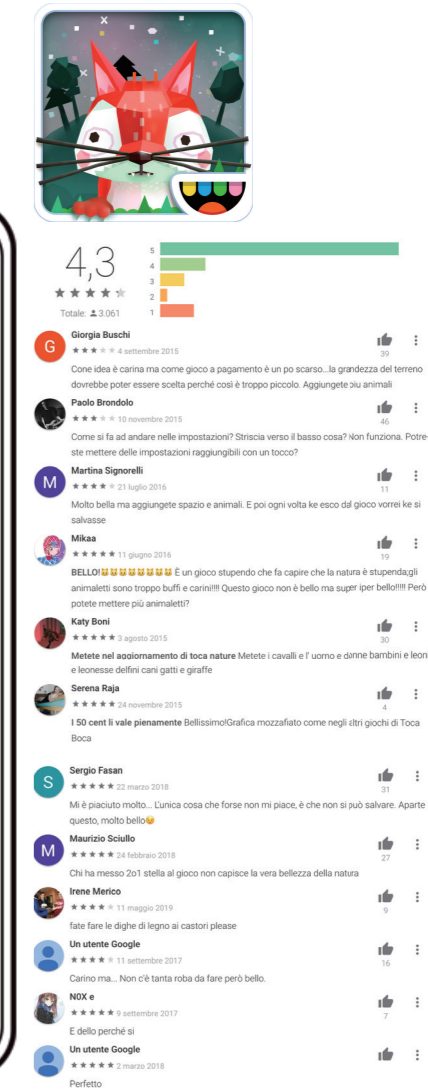 4,3
5
4
3
2
1
Totale: 3.061
G
Giorgia Buschi
4 settembre 2015
39
Cone idea è carina ma come gioco a pagamento è un po scarso...la grandezza del terreno
dovrebbe poter essere scelta perché così è troppo piccolo. Aggiungete piu animali
Paolo Brondolo
10 novembre 2015
46
Come si fa ad andare nelle impostazioni? Striscia verso il basso cosa? Non funziona. Potre-
ste mettere delle impostazioni raggiungibili con un tocco?
M
Martina Signorelli
21 luglio 2016
11
Molto bella ma aggiungete spazio e animali. E poi ogni volta ke esco dal gioco vorrei ke si
salvasse
Mikaa
11 giugno 2016
19
BELLO!🐱🐱🐱🐱🐱🐱🐱🐱 È un gioco stupendo che fa capire che la natura è stupenda;gli
animaletti sono troppo buffi e carini!!!! Questo gioco non è bello ma super iper bello!!!!! Però
potete mettere più animaletti?
Katy Boni
3 agosto 2015
30
Metete nel aggiornamento di toca nature Metete i cavalli e l' uomo e donne bambini e leon
e leonesse delfini cani gatti e giraffe
Serena Raja
24 novembre 2015
4
I 50 cent li vale pienamente Bellissimo!Grafica mozzafiato come negli altri giochi di Toca
Boca
S
Sergio Fasan
22 marzo 2018
31
Mi è piaciuto molto... L'unica cosa che forse non mi piace, è che non si può salvare. Aparte
questo, molto bello😉
M
Maurizio Sciullo
24 febbraio 2018
27
Chi ha messo 2o1 stella al gioco non capisce la vera bellezza della natura
Irene Merico
11 maggio 2019
9
fate fare le dighe di legno ai castori please
Un utente Google
11 settembre 2017
16
Carino ma... Non c'è tanta roba da fare però bello.
N0X e
9 settembre 2017
7
E dello perché si
Un utente Google
2 marzo 2018
Perfetto